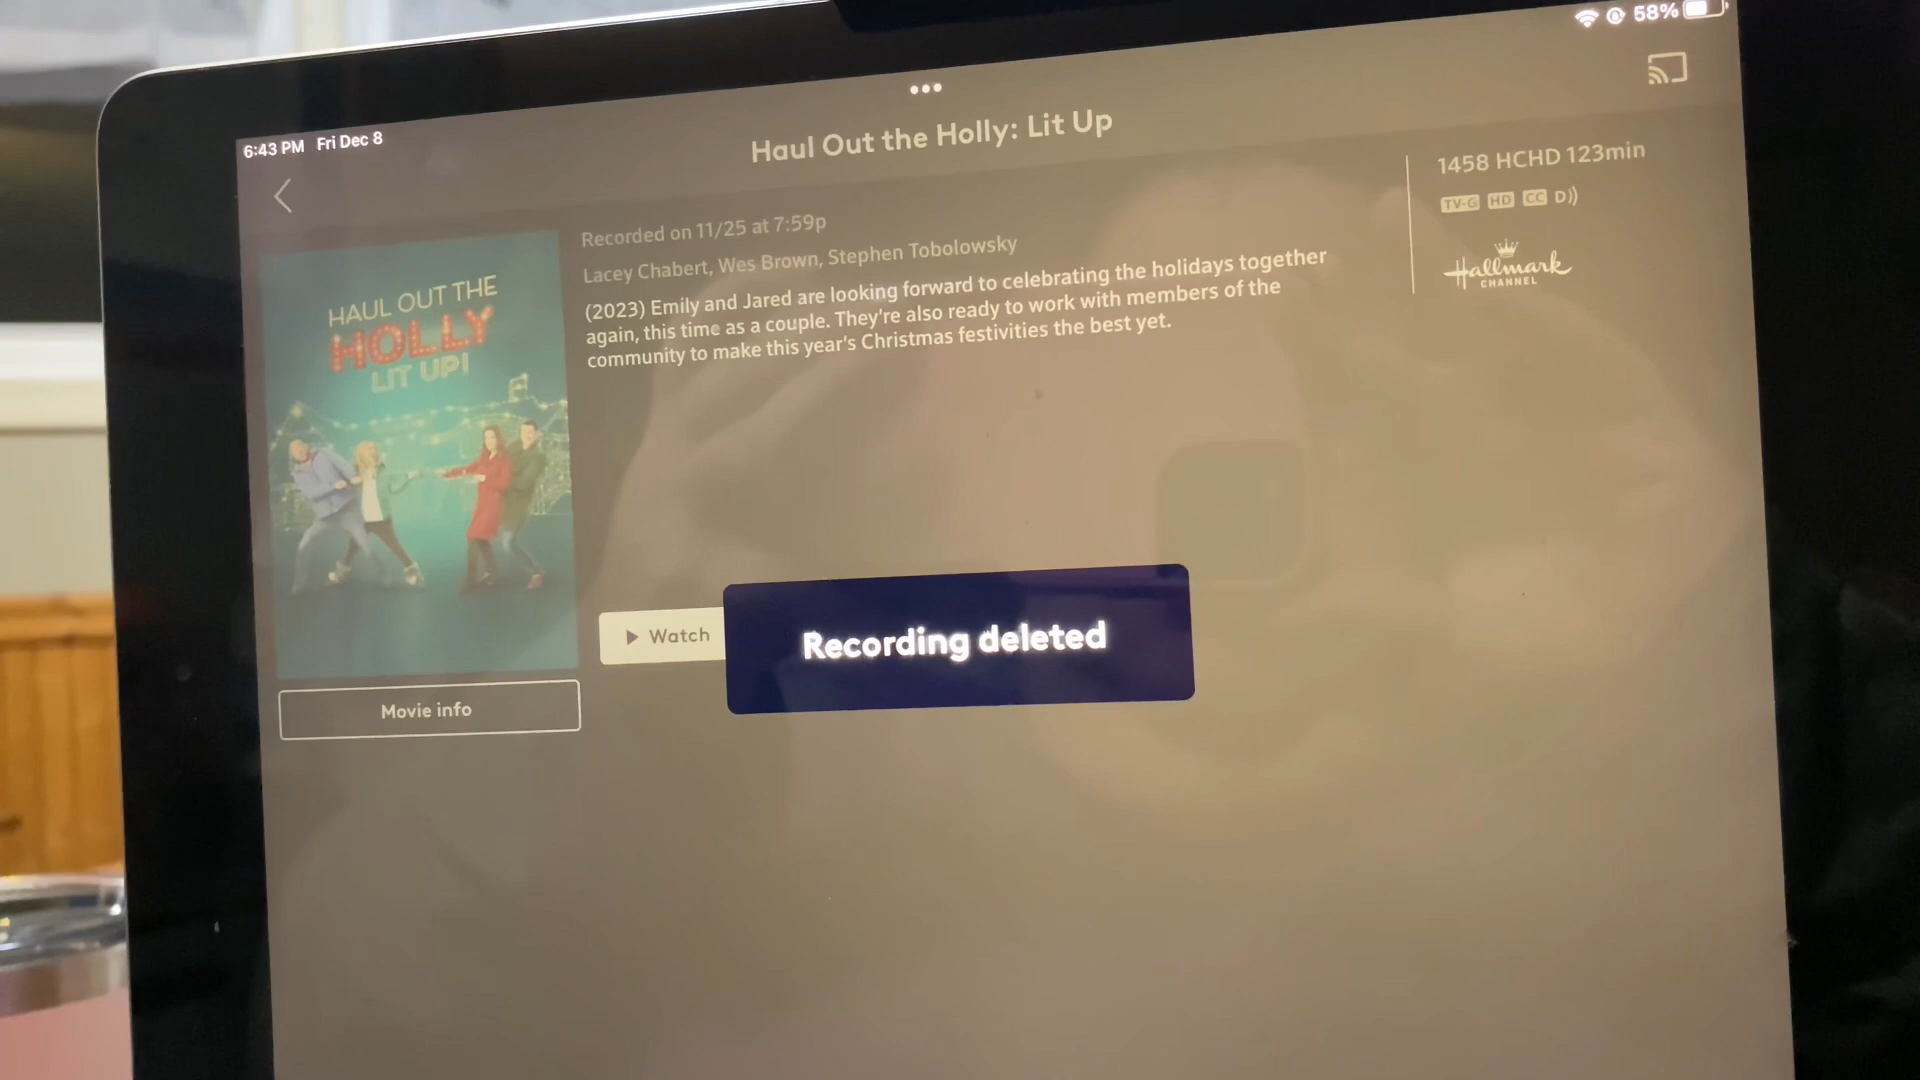 58%
6:43 PM Fri Dec 8
Haul Out the Holly: Lit Up
Recorded on 11/25 at 7:59p
Lacey Chabert, Wes Brown, Stephen Tobolowsky
(2023) Emily and Jared are looking forward to celebrating the holidays together
again, this time as a couple. They're also ready to work with members of the
community to make this year's Christmas festivities the best yet.
1458 HCHD 123min
TV-G HD CC D))
Hallmark
CHANNEL
HAUL OUT THE
HOLLY
LIT UP!
Watch
Recording deleted
Movie info